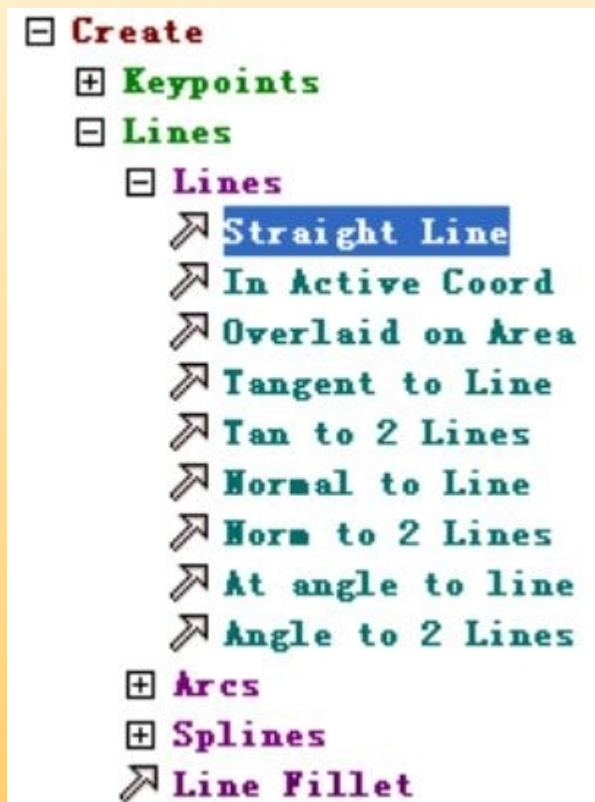 Create
Keypoints
Lines
Lines
Straight Line
In Active Coord
Overlaid on Area
Tangent to Line
Tan to 2 Lines
Normal to Line
Norm to 2 Lines
At angle to line
Angle to 2 Lines
Arcs
Splines
Line Fillet